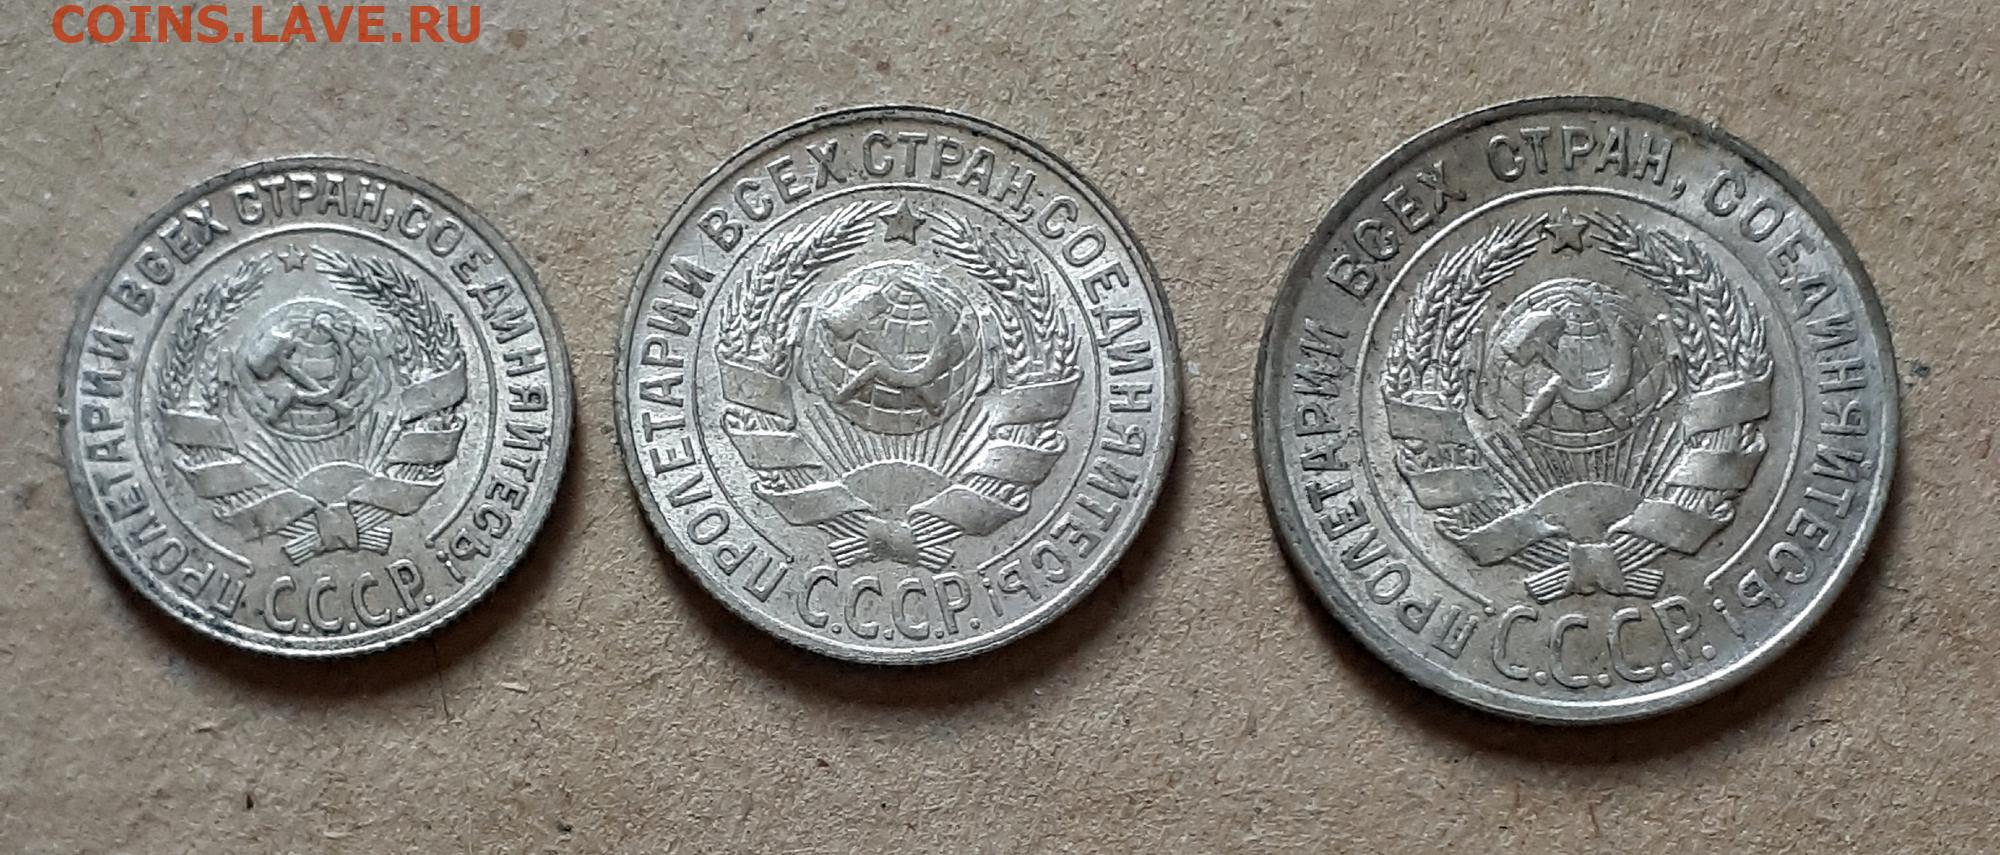 COINS.LAVE.RU
ПРОЛЕТАРИИ ВСЕХ СТРАН, СОЕДИНЯЙТЕСЬ!
С.С.С.Р.
ПРОЛЕТАРИИ ВСЕХ СТРАН, СОЕДИНЯЙТЕСЬ!
С.С.С.Р.
ПРОЛЕТАРИИ ВСЕХ СТРАН, СОЕДИНЯЙТЕСЬ!
С.С.С.Р.